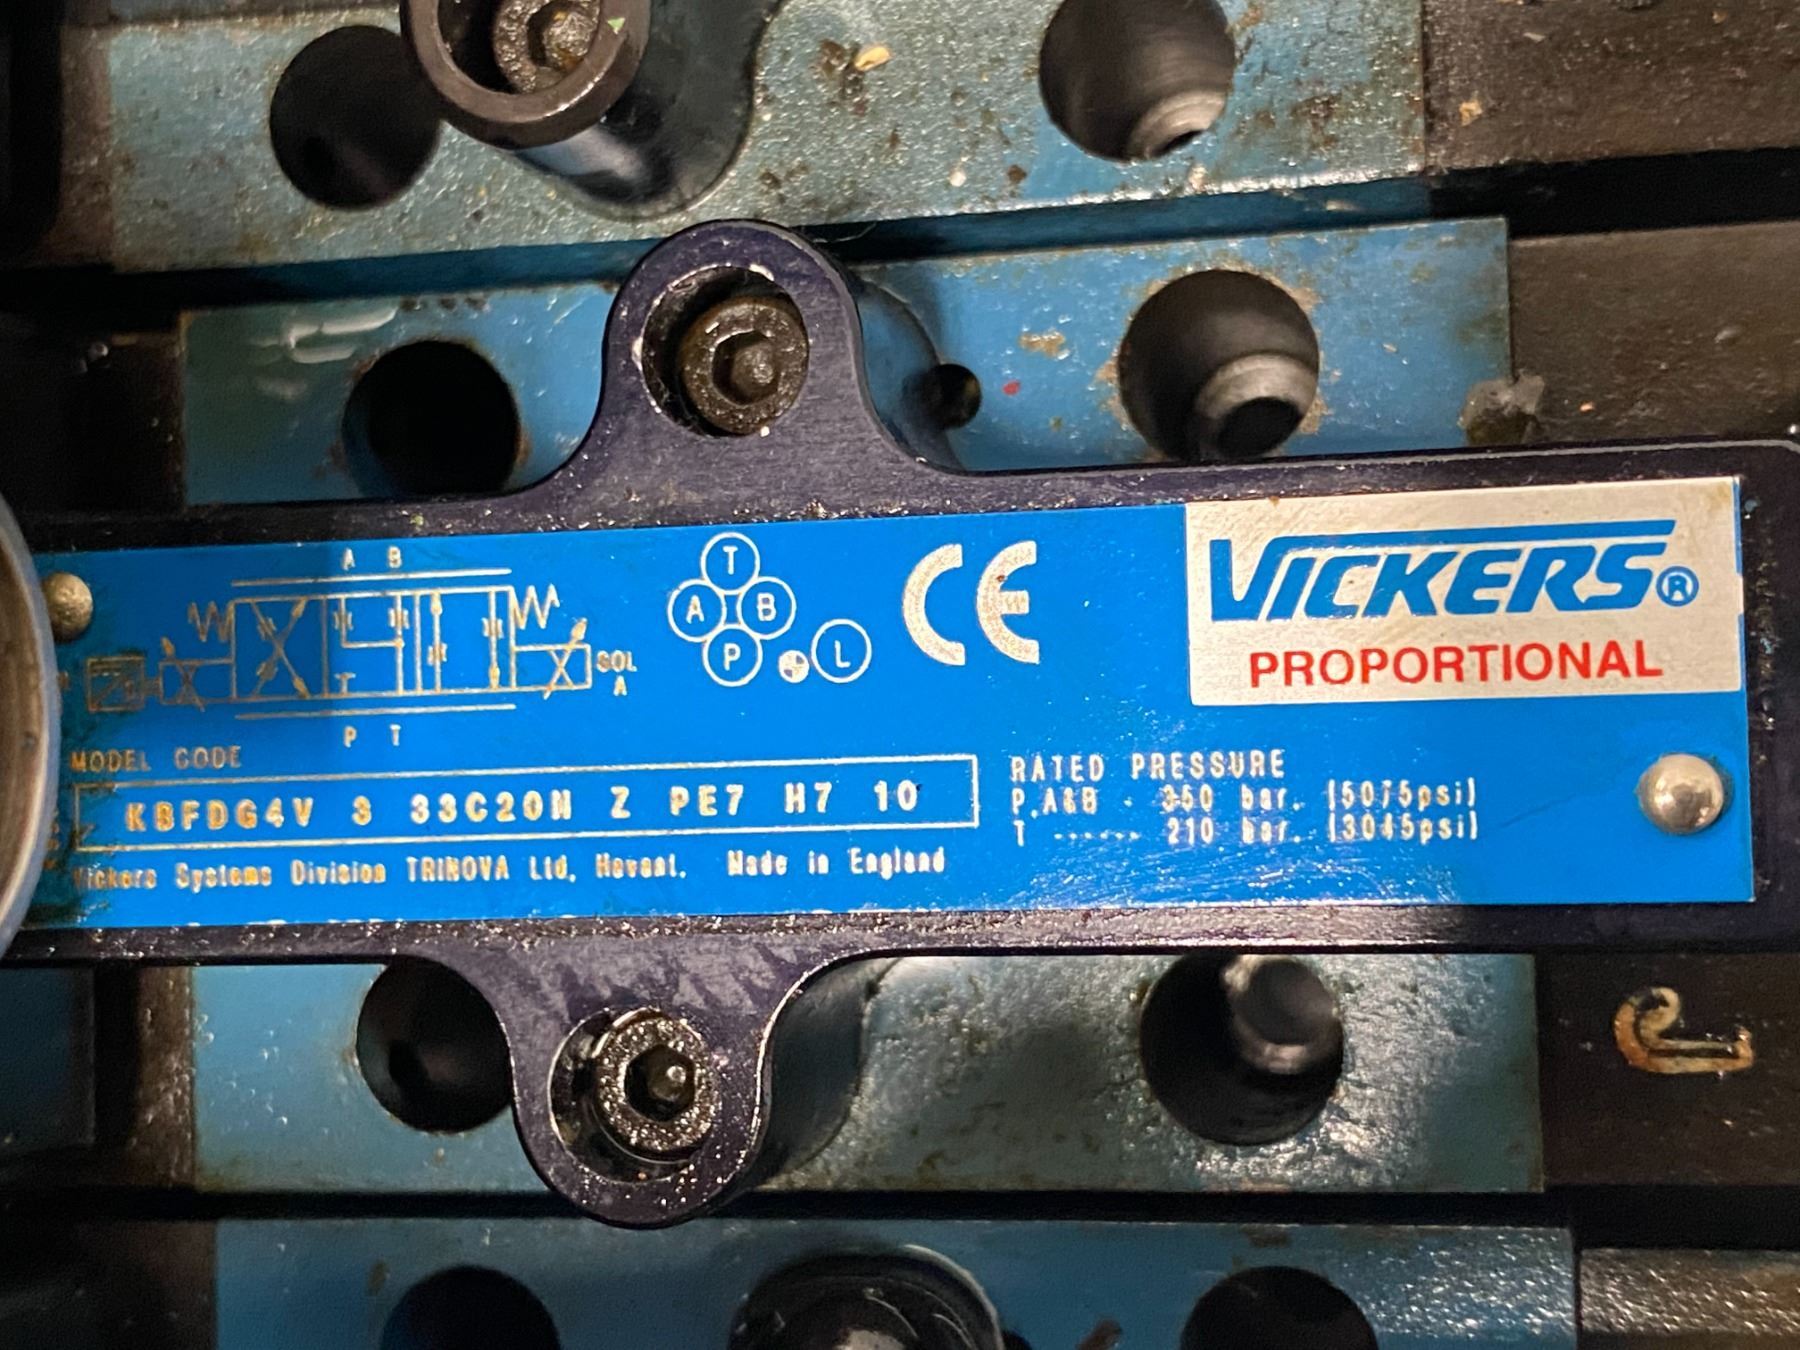 A B
SOL
A
P T
T
A B
P L
CE
VICKERS®
PROPORTIONAL
MODEL CODE
KBFDG4V 3 33C20N Z PE7 H7 10
Vickers Systems Division TRINOVA Ltd, Havant. Made in England
RATED PRESSURE
P,A&B - 350 bar. (5075psi)
T ------ 210 bar. (3045psi)